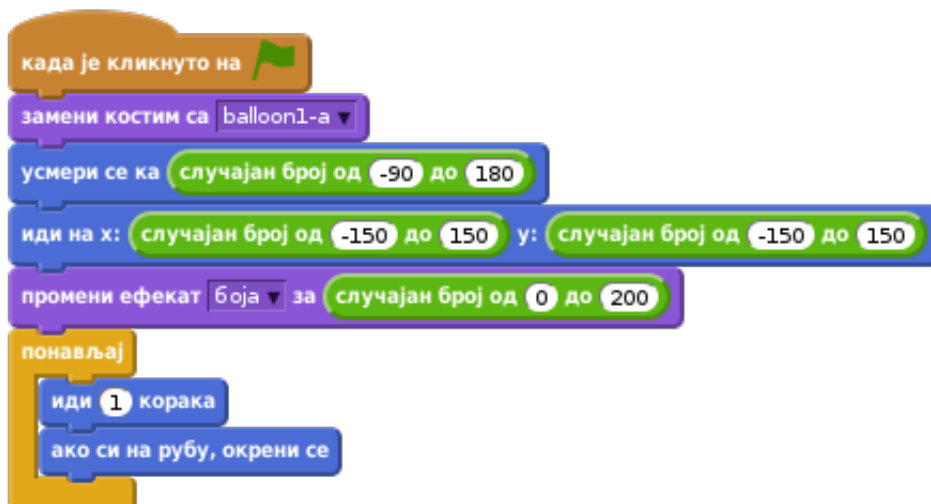 када је кликнуто на
замени костим са balloon1-a
усмери се ка случајан број од -90 до 180
иди на x: случајан број од -150 до 150 y: случајан број од -150 до 150
промени ефекат боја за случајан број од 0 до 200
понављај
иди 1 корака
ако си на рубу, окрени се